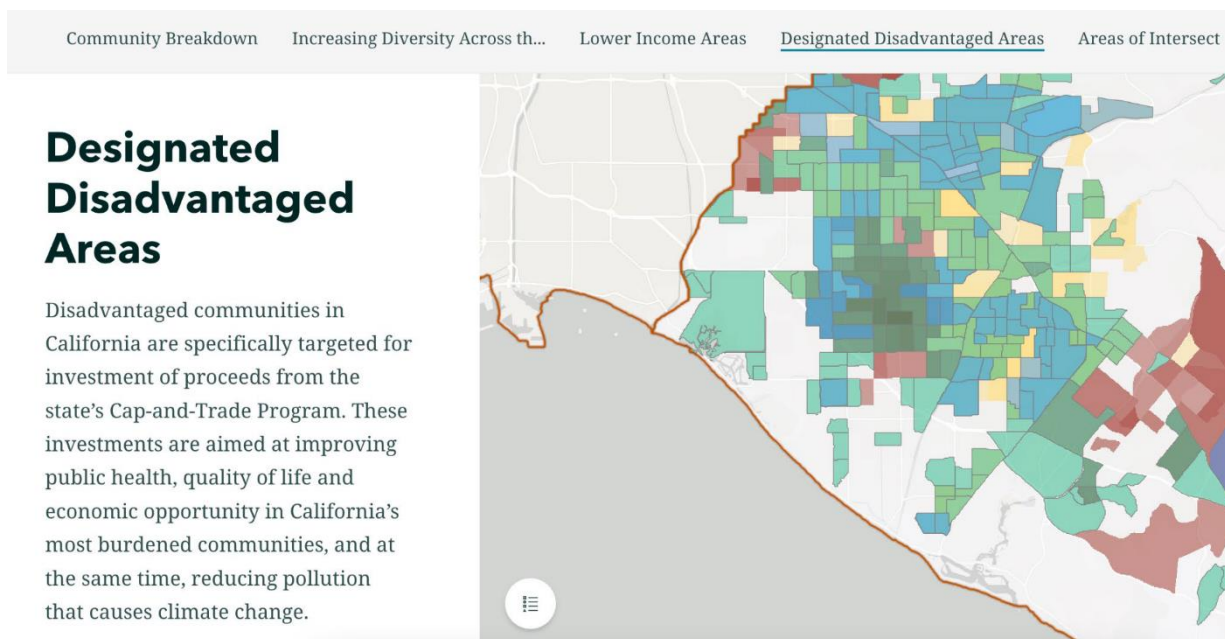 Community Breakdown Increasing Diversity Across th... Lower Income Areas Designated Disadvantaged Areas Areas of Intersect
Designated
Disadvantaged
Areas
Disadvantaged communities in
California are specifically targeted for
investment of proceeds from the
state’s Cap-and-Trade Program. These
investments are aimed at improving
public health, quality of life and
economic opportunity in California’s
most burdened communities, and at
the same time, reducing pollution
that causes climate change.